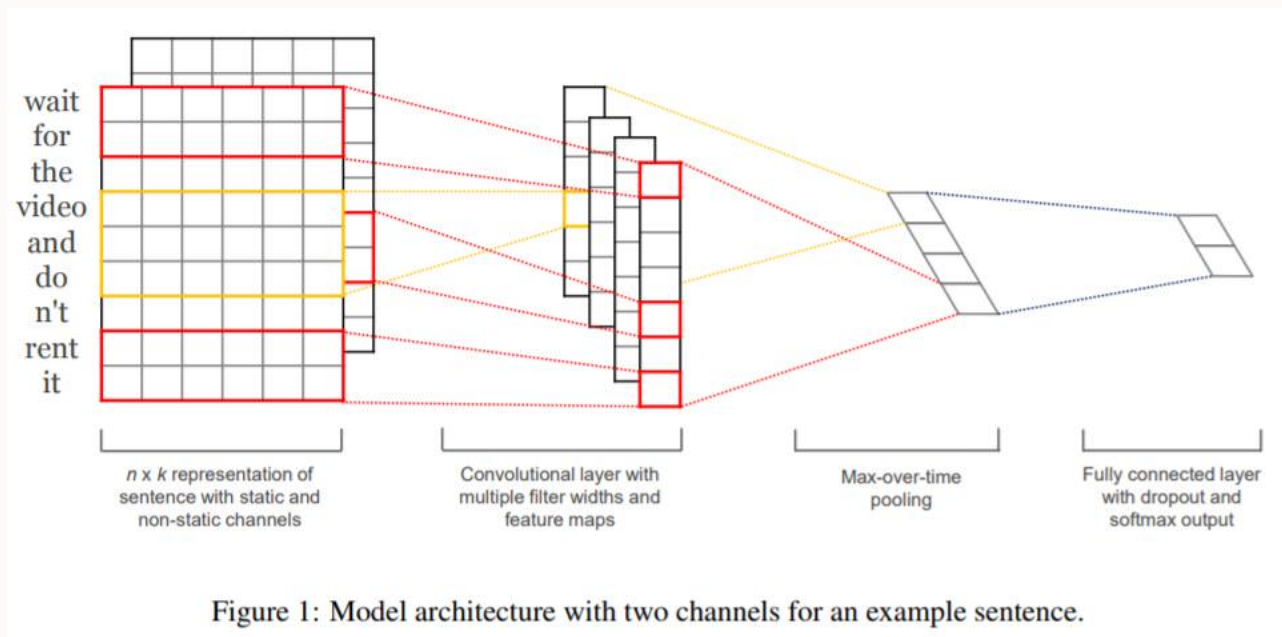 wait
for
the
video
and
do
n't
rent
it
n x k representation of
sentence with static and
non-static channels
Convolutional layer with
multiple filter widths and
feature maps
Max-over-time
pooling
Fully connected layer
with dropout and
softmax output
Figure 1: Model architecture with two channels for an example sentence.